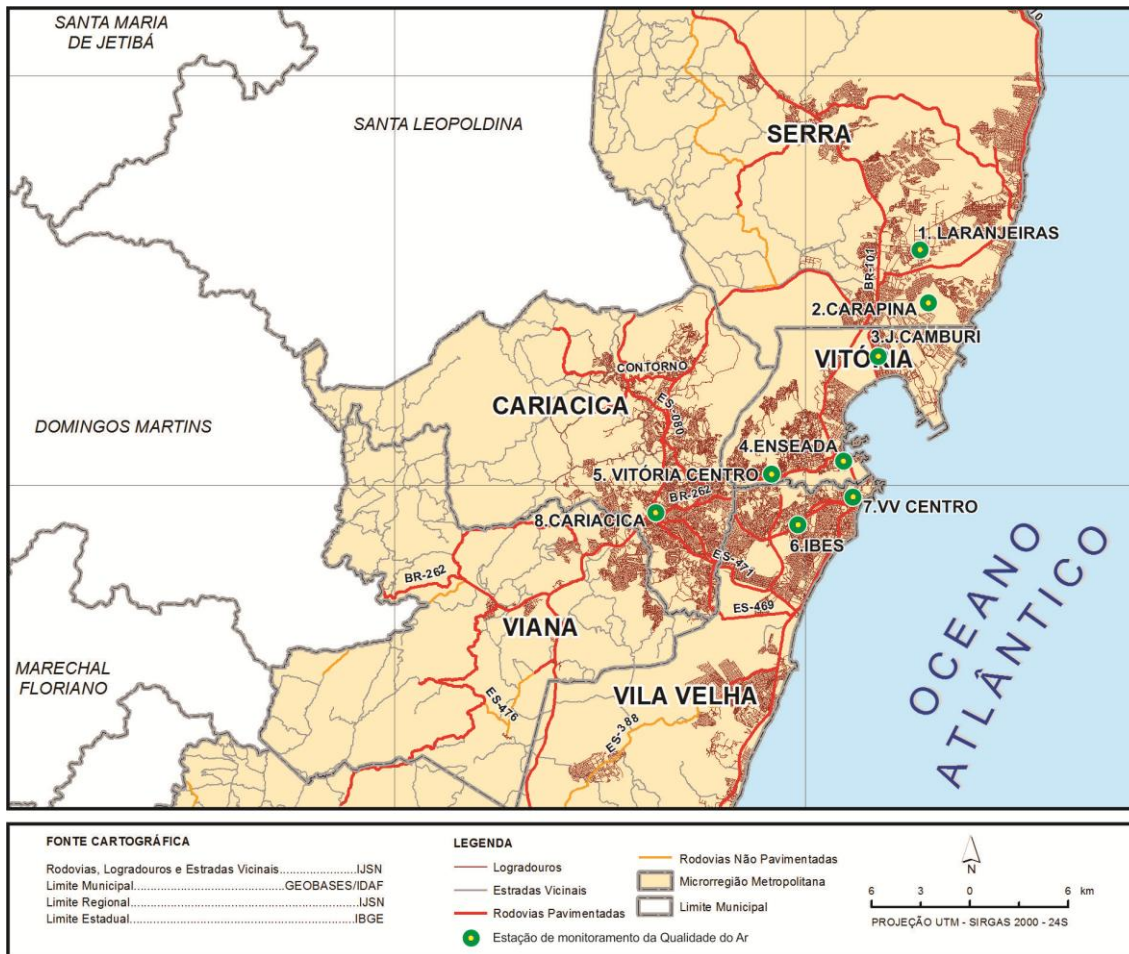 SANTA MARIA
DE JETIBÁ
10
SANTA LEOPOLDINA
SERRA
1. LARANJEIRAS
BR-101
2.CARAPINA
3.J.CAMBURI
VITÓRIA
CONTORNO
CARIACICA
ES-080
DOMINGOS MARTINS
4.ENSEADA
5. VITÓRIA CENTRO
BR-262
7.VV CENTRO
8.CARIACICA
6.IBES
ES-471
BR-262
ES-469
VIANA
MARECHAL
FLORIANO
ES-476
VILA VELHA
ES-388
OCEANO
ATLÂNTICO
FONTE CARTOGRÁFICA
Rodovias, Logradouros e Estradas Vicinais.......................IJSN
Limite Municipal............................................GEOBASES/IDAF
Limite Regional.................................................................IJSN
Limite Estadual.................................................................IBGE
LEGENDA
Logradouros
Estradas Vicinais
Rodovias Pavimentadas
Estação de monitoramento da Qualidade do Ar
Rodovias Não Pavimentadas
Microrregião Metropolitana
Limite Municipal
N
6 3 0 6 km
PROJEÇÃO UTM - SIRGAS 2000 - 24S